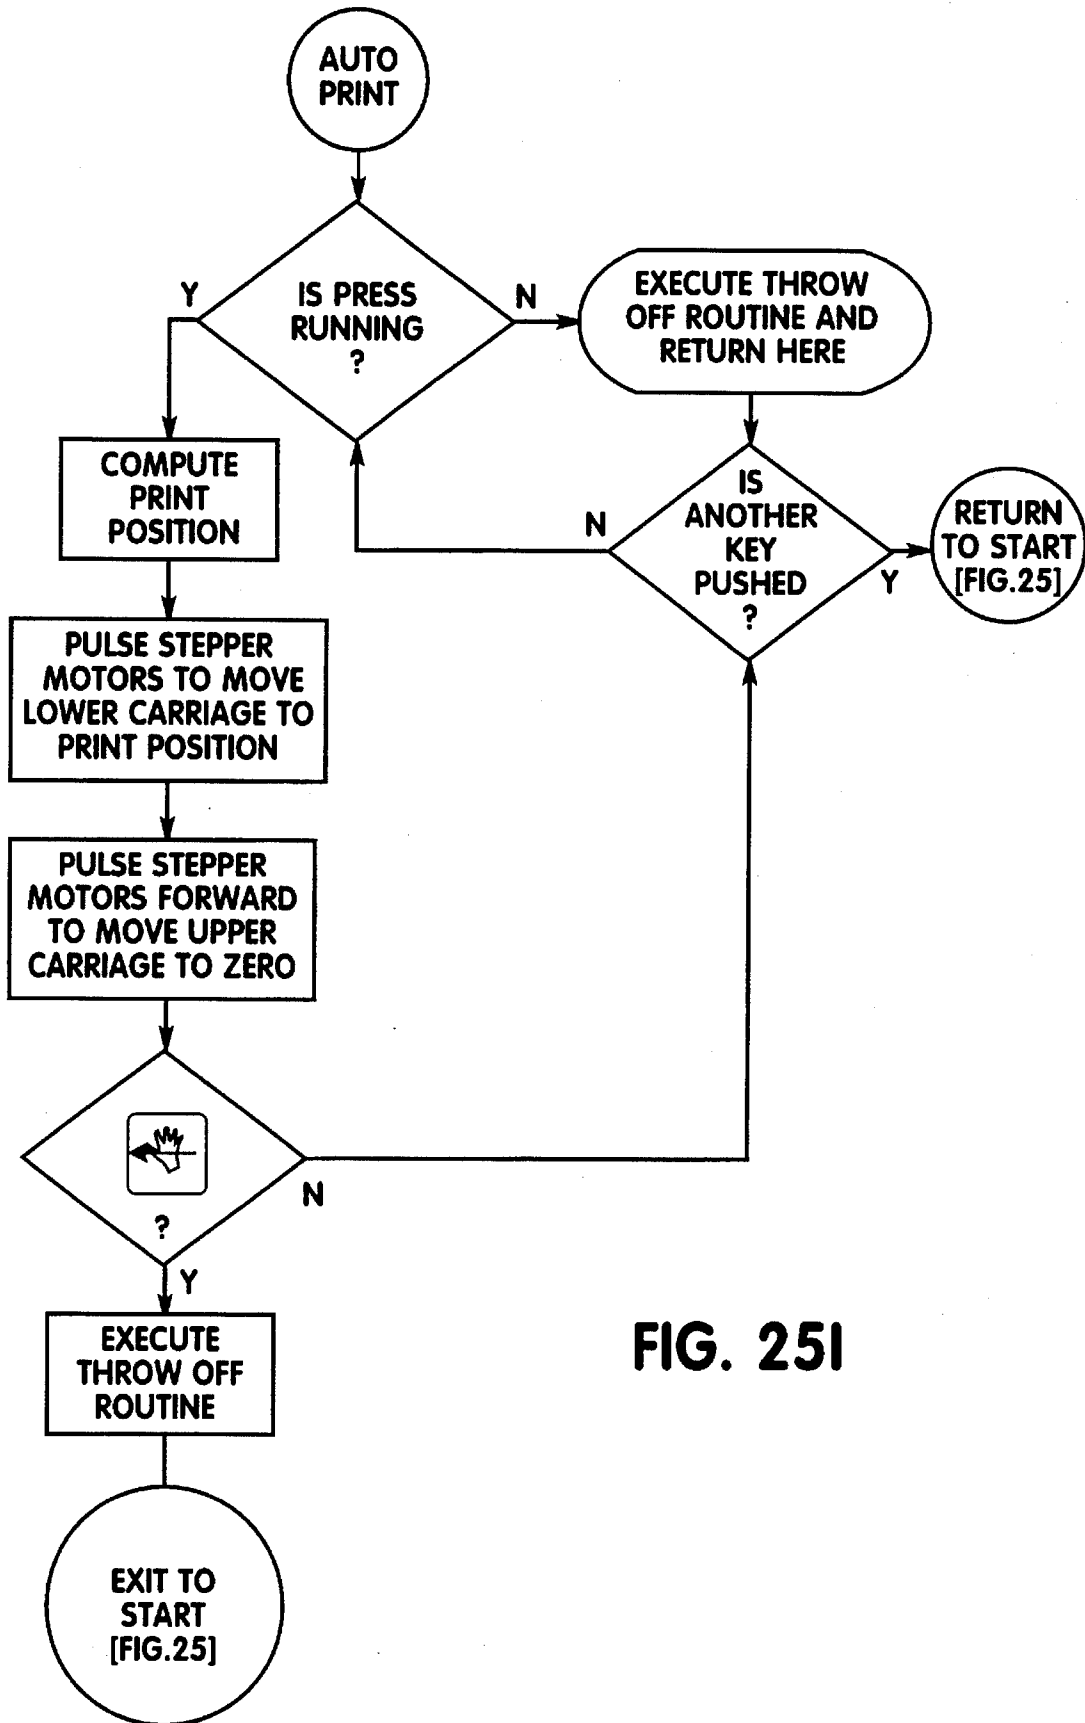 AUTO
PRINT
IS PRESS
RUNNING
?
Y
N
EXECUTE THROW
OFF ROUTINE AND
RETURN HERE
COMPUTE
PRINT
POSITION
IS
ANOTHER
KEY
PUSHED
?
N
Y
RETURN
TO START
[FIG.25]
PULSE STEPPER
MOTORS TO MOVE
LOWER CARRIAGE TO
PRINT POSITION
PULSE STEPPER
MOTORS FORWARD
TO MOVE UPPER
CARRIAGE TO ZERO
?
N
Y
EXECUTE
THROW OFF
ROUTINE
EXIT TO
START
[FIG.25]
FIG. 25I